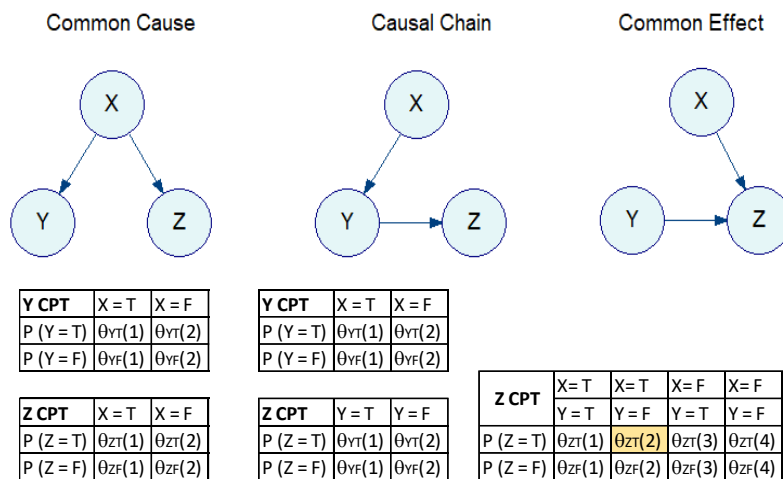 Common Cause
Causal Chain
Common Effect
X
Y
Z
X
Y
Z
X
Y
Z
Y CPT X = T X = F
P (Y = T) θYT(1) θYT(2)
P (Y = F) θYF(1) θYF(2)
Z CPT X = T X = F
P (Z = T) θZT(1) θZT(2)
P (Z = F) θZF(1) θZF(2)
Y CPT X = T X = F
P (Y = T) θYT(1) θYT(2)
P (Y = F) θYF(1) θYF(2)
Z CPT Y = T Y = F
P (Z = T) θYT(1) θYT(2)
P (Z = F) θYF(1) θYF(2)
Z CPT
X= T X= T X = F X = F
Y = T Y = F Y = T Y = F
P (Z = T) θZT(1) θZT(2) θZT(3) θZT(4)
P (Z = F) θZF(1) θZF(2) θZF(3) θZF(4)